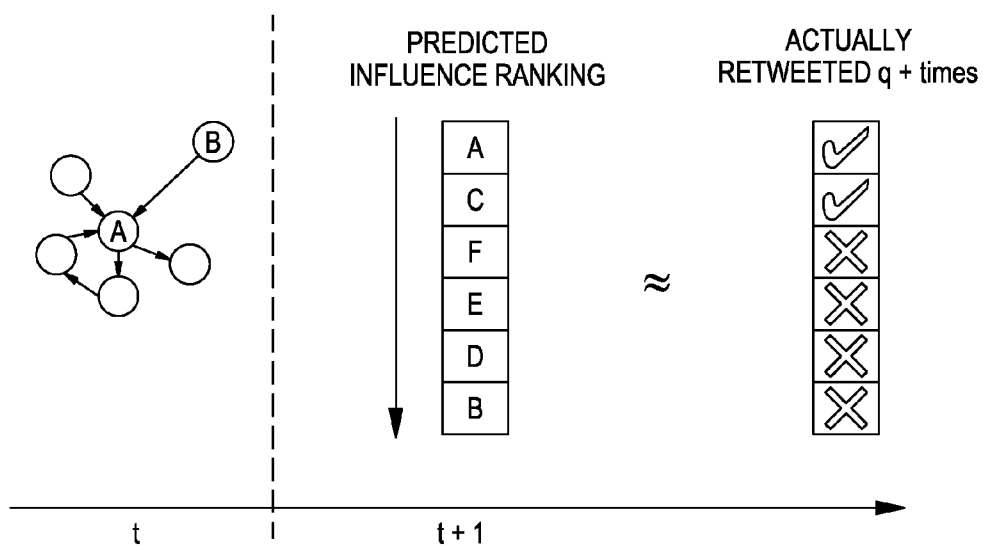 PREDICTED
INFLUENCE RANKING
ACTUALLY
RETWEETED q + times
B
A
A
C
F
E
D
B
≈
t
t + 1